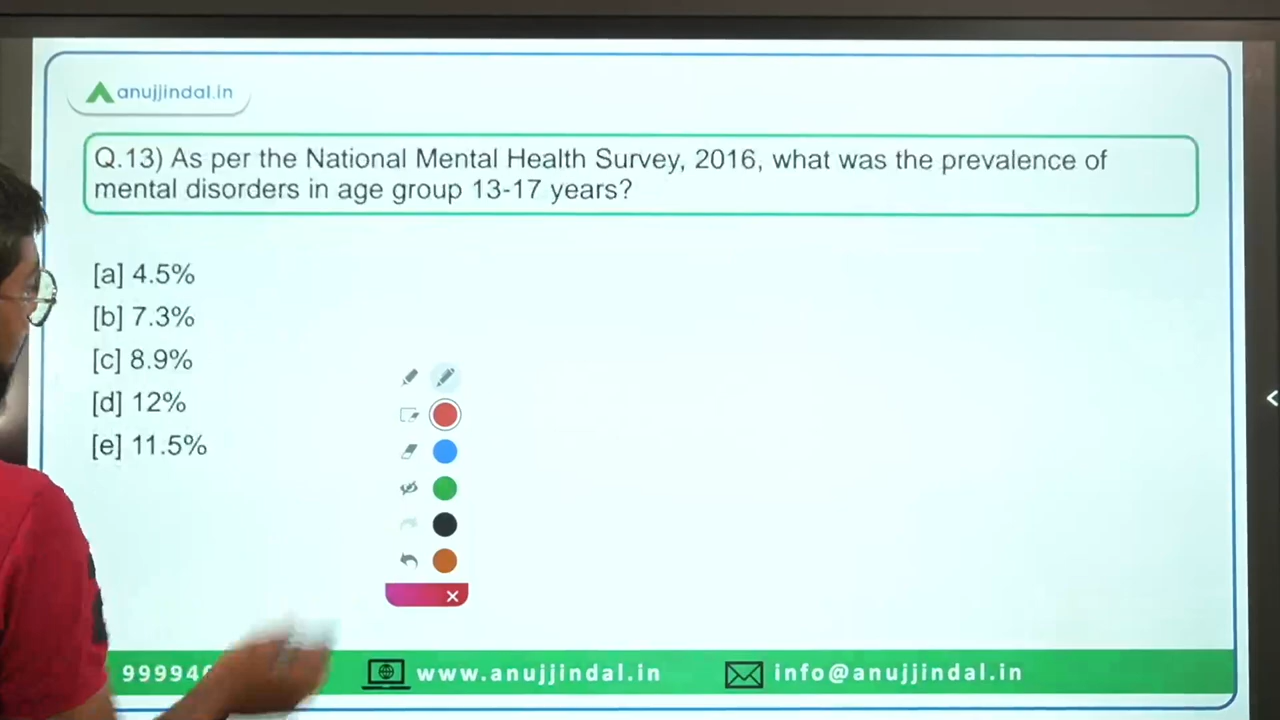 anujjindal.in
Q.13) As per the National Mental Health Survey, 2016, what was the prevalence of
mental disorders in age group 13-17 years?
[a] 4.5%
[b] 7.3%
[c] 8.9%
[d] 12%
[e] 11.5%
www.anujjindal.in
info@anujjindal.in